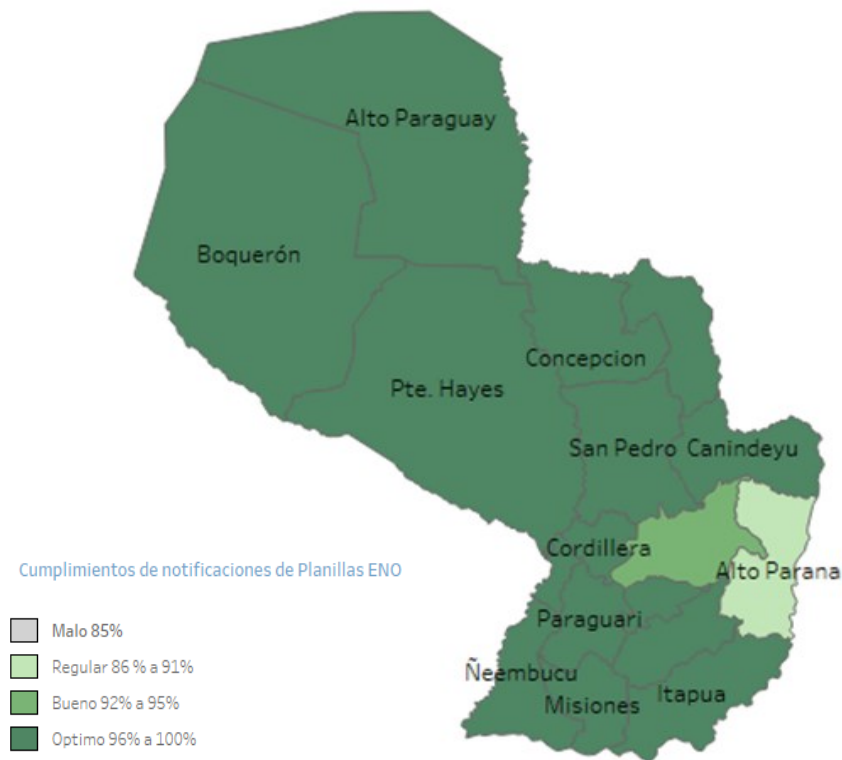 Alto Paraguay
Boquerón
Concepcion
Pte. Hayes
San Pedro
Canindeyu
Cordillera
Alto Parana
Paraguari
Ñeembucu
Itapua
Misiones
Cumplimientos de notificaciones de Planillas ENO
Malo 85%
Regular 86 % a 91%
Bueno 92% a 95%
Optimo 96% a 100%